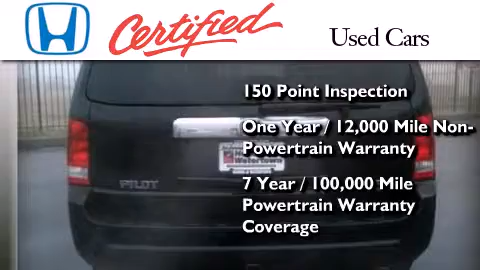 Certified
Used Cars
150 Point Inspection
One Year / 12,000 Mile Non-
Powertrain Warranty
7 Year / 100,000 Mile
Powertrain Warranty
Coverage
PILOT
Watertown